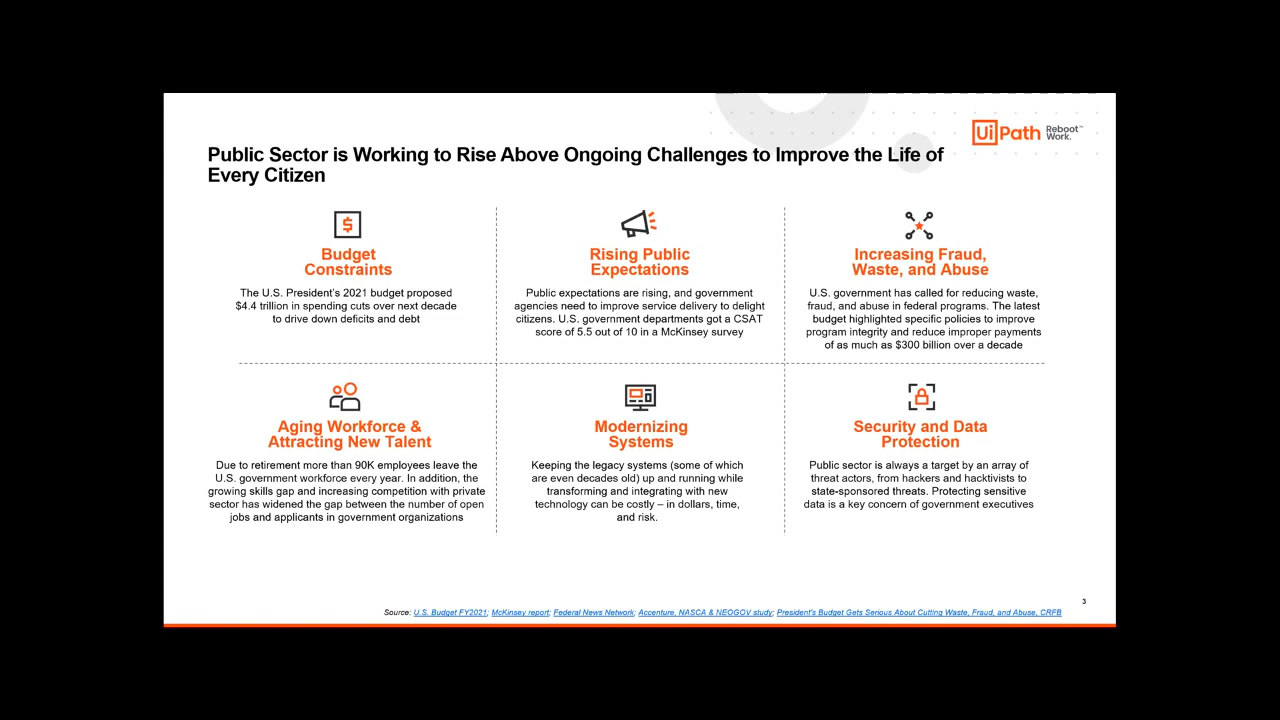 UiPath Reboot™ Work.
Public Sector is Working to Rise Above Ongoing Challenges to Improve the Life of
Every Citizen
Budget
Constraints
The U.S. President's 2021 budget proposed
$4.4 trillion in spending cuts over next decade
to drive down deficits and debt
Rising Public
Expectations
Public expectations are rising, and government
agencies need to improve service delivery to delight
citizens. U.S. government departments got a CSAT
score of 5.5 out of 10 in a McKinsey survey
Increasing Fraud,
Waste, and Abuse
U.S. government has called for reducing waste,
fraud, and abuse in federal programs. The latest
budget highlighted specific policies to improve
program integrity and reduce improper payments
of as much as $300 billion over a decade
Aging Workforce &
Attracting New Talent
Due to retirement more than 90K employees leave the
U.S. government workforce every year. In addition, the
growing skills gap and increasing competition with private
sector has widened the gap between the number of open
jobs and applicants in government organizations
Modernizing
Systems
Keeping the legacy systems (some of which
are even decades old) up and running while
transforming and integrating with new
technology can be costly – in dollars, time,
and risk.
Security and Data
Protection
Public sector is always a target by an array of
threat actors, from hackers and hacktivists to
state-sponsored threats. Protecting sensitive
data is a key concern of government executives
3
Source: U.S. Budget FY2021; McKinsey report; Federal News Network; Accenture, NASCA & NEOGOV study; President's Budget Gets Serious About Cutting Waste, Fraud, and Abuse, CRFB